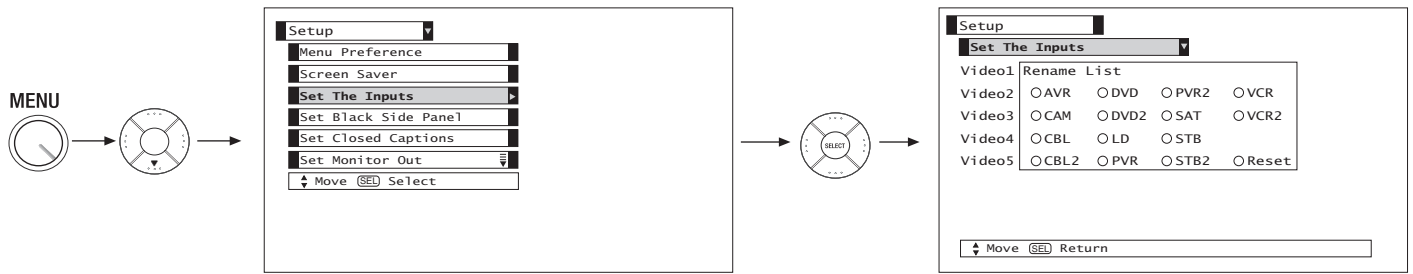 MENU
Setup
Menu Preference
Screen Saver
Set The Inputs
Set Black Side Panel
Set Closed Captions
Set Monitor Out
Move SEL Select
SELECT
Setup
Set The Inputs
Video1 Rename List
Video2 AVR DVD PVR2 VCR
Video3 CAM DVD2 SAT VCR2
Video4 CBL LD STB
Video5 CBL2 PVR STB2 Reset
Move SEL Return